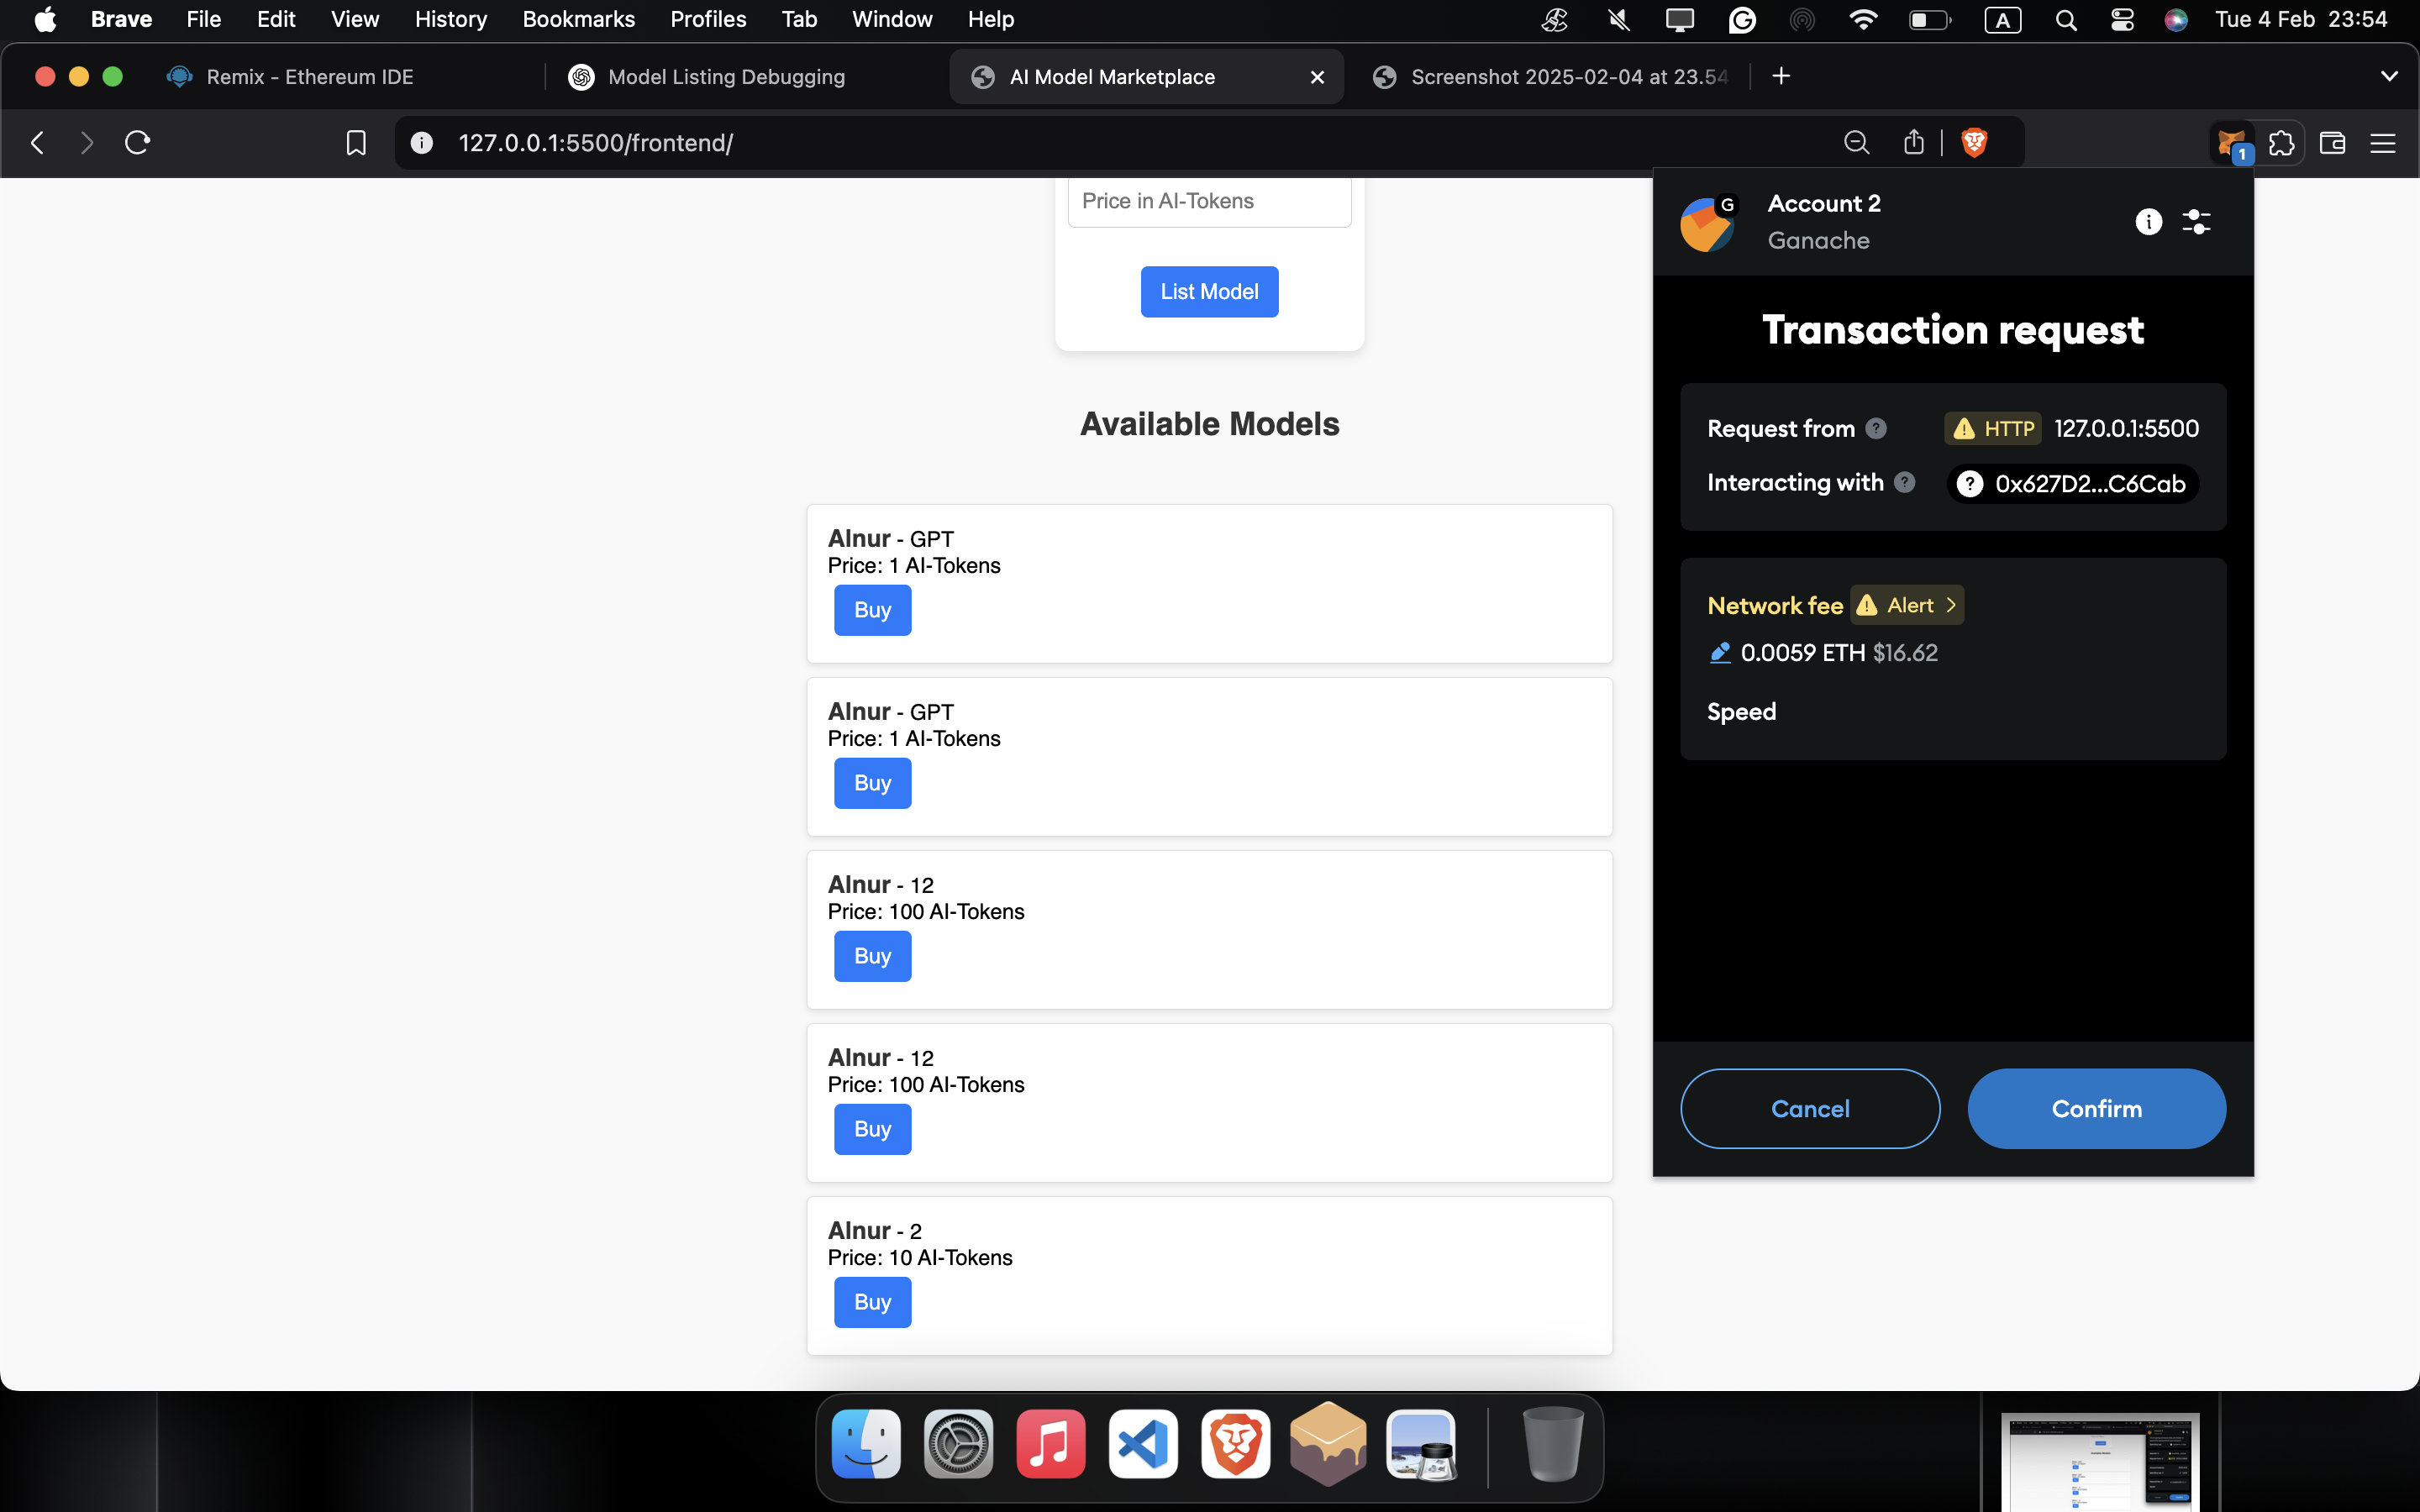 Brave File Edit View History Bookmarks Profiles Tab Window Help A Tue 4 Feb 23:54
Remix - Ethereum IDE Model Listing Debugging AI Model Marketplace Screenshot 2025-02-04 at 23.54
127.0.0.1:5500/frontend/
1
Price in AI-Tokens
List Model
Available Models
Alnur - GPT
Price: 1 AI-Tokens
Buy
Alnur - GPT
Price: 1 AI-Tokens
Buy
Alnur - 12
Price: 100 AI-Tokens
Buy
Alnur - 12
Price: 100 AI-Tokens
Buy
Alnur - 2
Price: 10 AI-Tokens
Buy
G
Account 2
Ganache
Transaction request
Request from ? HTTP 127.0.0.1:5500
Interacting with ? ? 0x627D2...C6Cab
Network fee Alert >
0.0059 ETH $16.62
Speed
Cancel Confirm